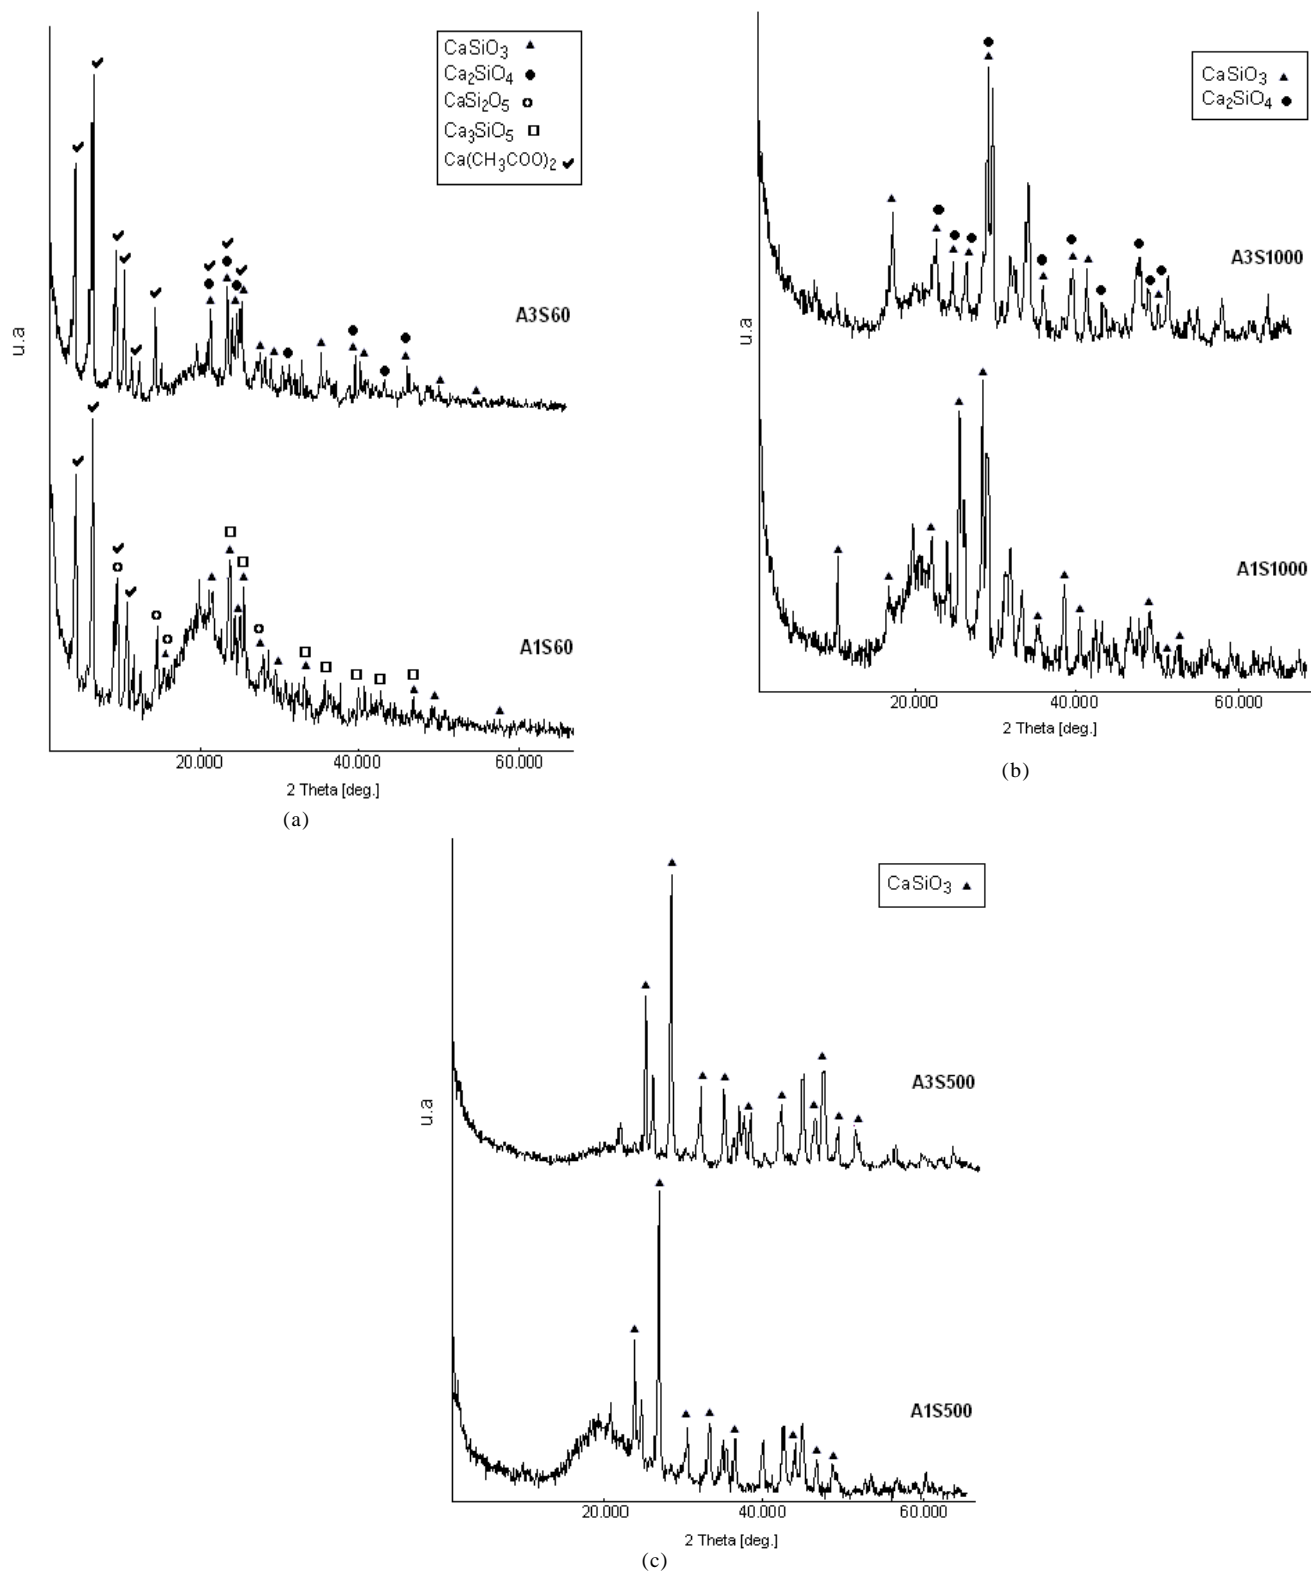 CaSiO₃ ▲
Ca₂SiO₄ ●
CaSi₂O₅ o
Ca₃SiO₅ □
Ca(CH₃COO)₂ ✓
A3S60
u.a
A1S60
20.000 40.000 60.000
2 Theta [deg.]
(a)
CaSiO₃ ▲
Ca₂SiO₄ ●
A3S1000
u.a
A1S1000
20.000 40.000 60.000
2 Theta [deg.]
(b)
CaSiO₃ ▲
A3S500
u.a
A1S500
20.000 40.000 60.000
2 Theta [deg.]
(c)